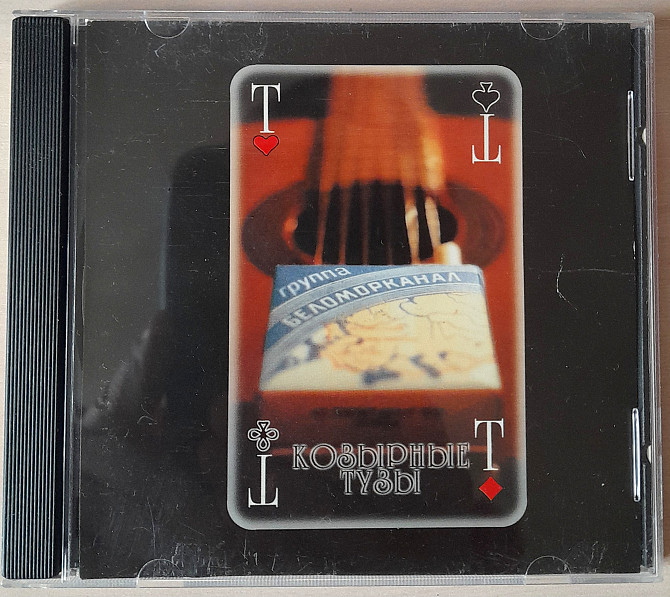 Т
Т
группа
БЕЛОМОРКАНАЛ
КОЗЫРНЫЕ
ТУЗЫ
Т
Т